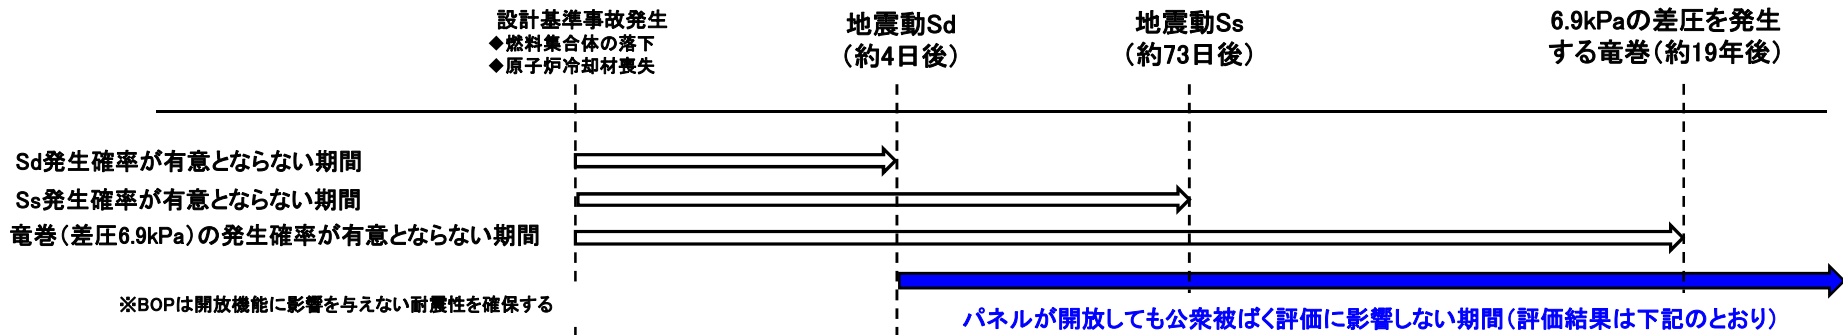 設計基準事故発生
◆燃料集合体の落下
◆原子炉冷却材喪失
地震動Sd
（約4日後）
地震動Ss
（約73日後）
6.9kPaの差圧を発生
する竜巻（約19年後）
Sd発生確率が有意とならない期間
Ss発生確率が有意とならない期間
竜巻（差圧6.9kPa）の発生確率が有意とならない期間
※BOPは開放機能に影響を与えない耐震性を確保する
パネルが開放しても公衆被ばく評価に影響しない期間（評価結果は下記のとおり）